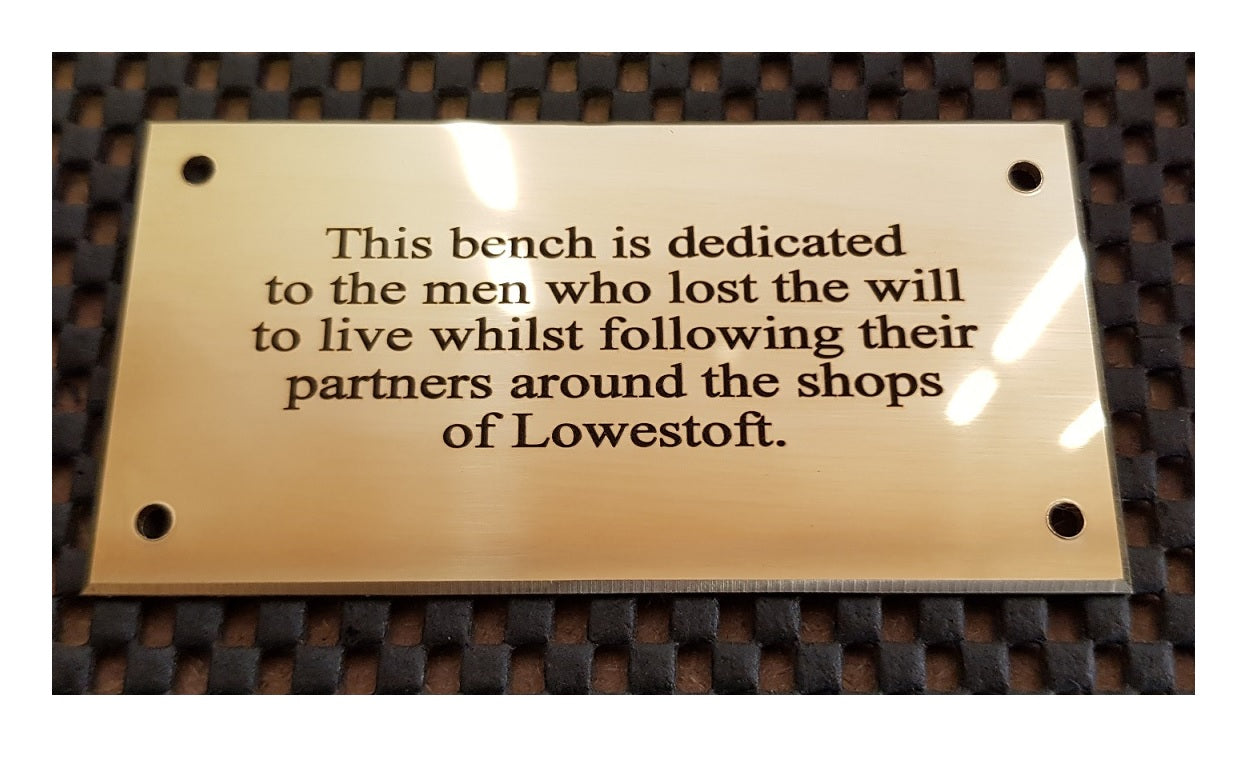 This bench is dedicated
to the men who lost the will
to live whilst following their
partners around the shops
of Lowestoft.